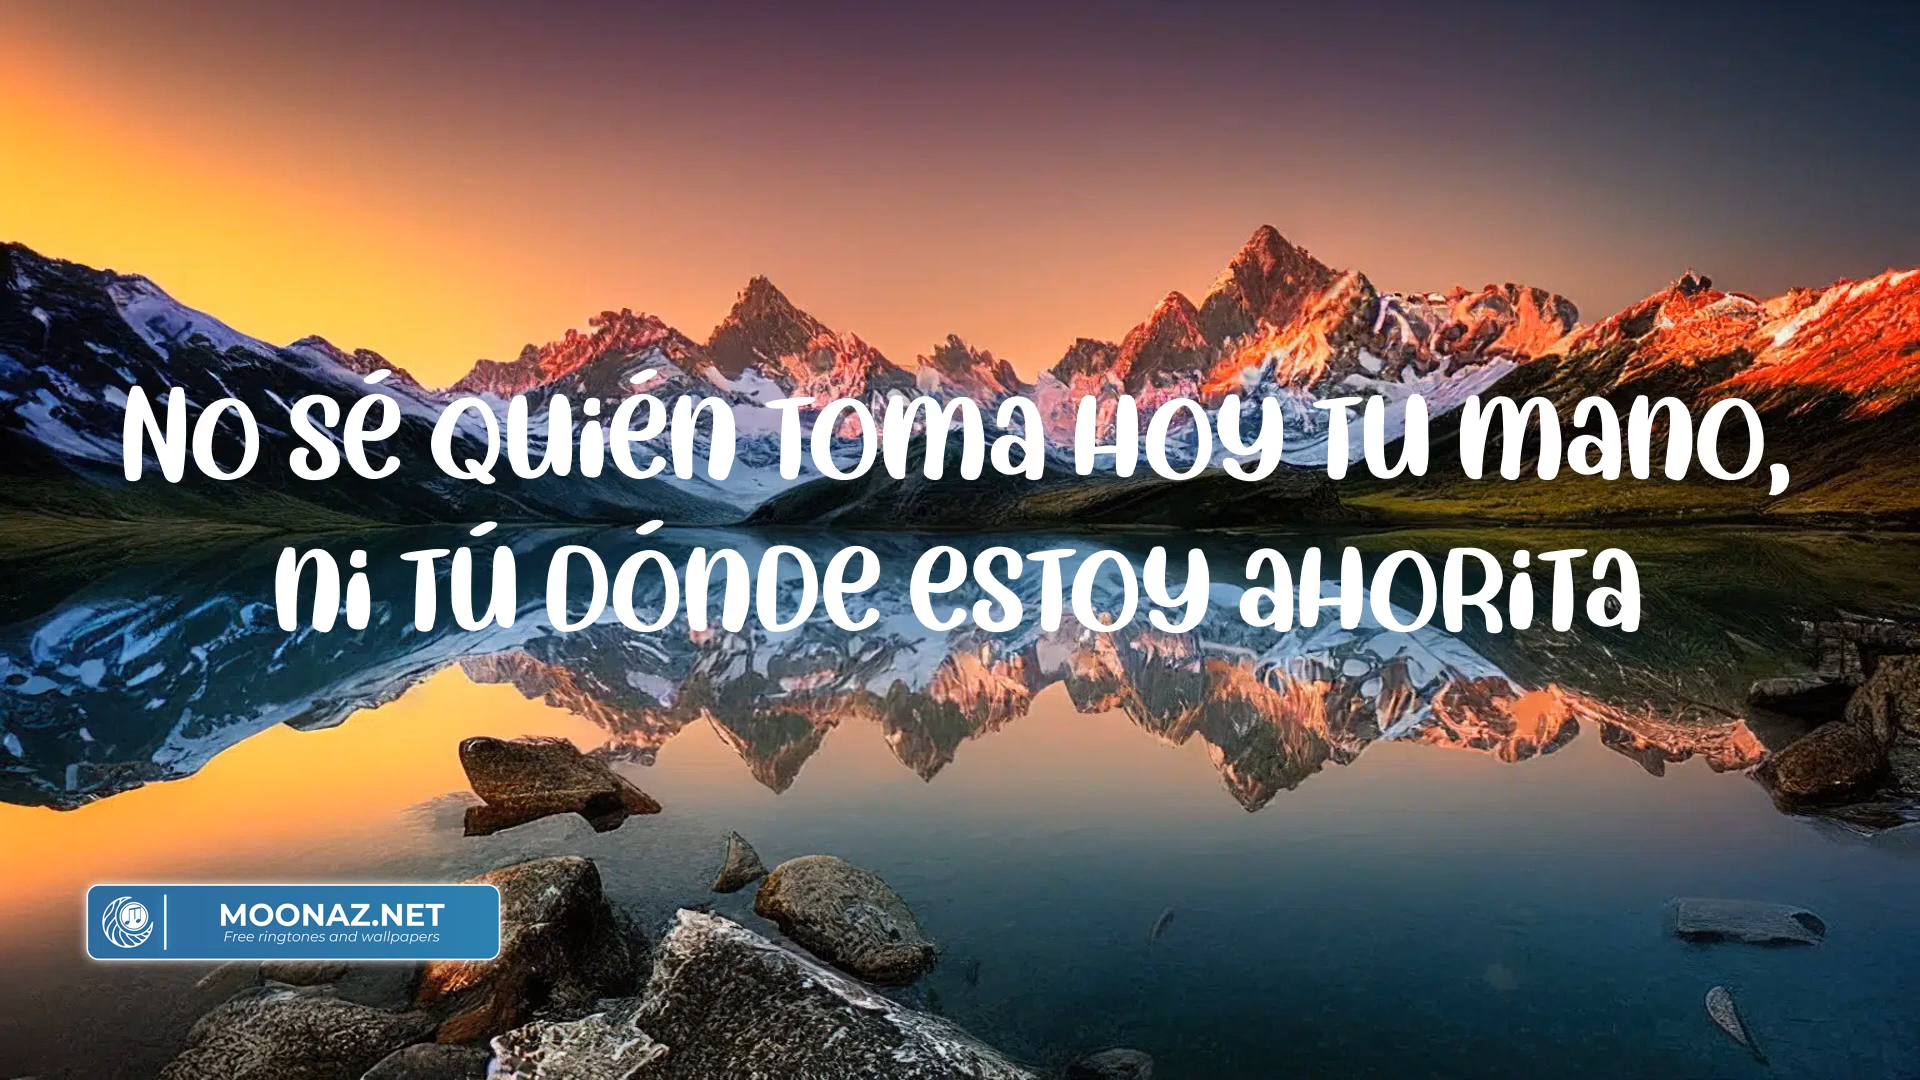 No sé quién toma hoy tu mano,
ni tú dónde estoy ahorita
MOONAZ.NET
Free ringtones and wallpapers